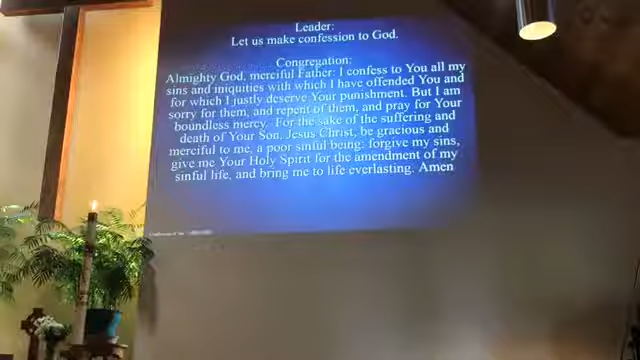 Leader:
Let us make confession to God.
Congregation:
Almighty God, merciful Father: I confess to You all my
sins and iniquities with which I have offended You and
for which I justly deserve Your punishment. But I am
sorry for them, and repent of them, and pray for Your
boundless mercy. For the sake of the suffering and
death of Your Son, Jesus Christ, be gracious and
merciful to me, a poor sinful being: forgive my sins,
give me Your Holy Spirit for the amendment of my
sinful life, and bring me to life everlasting. Amen